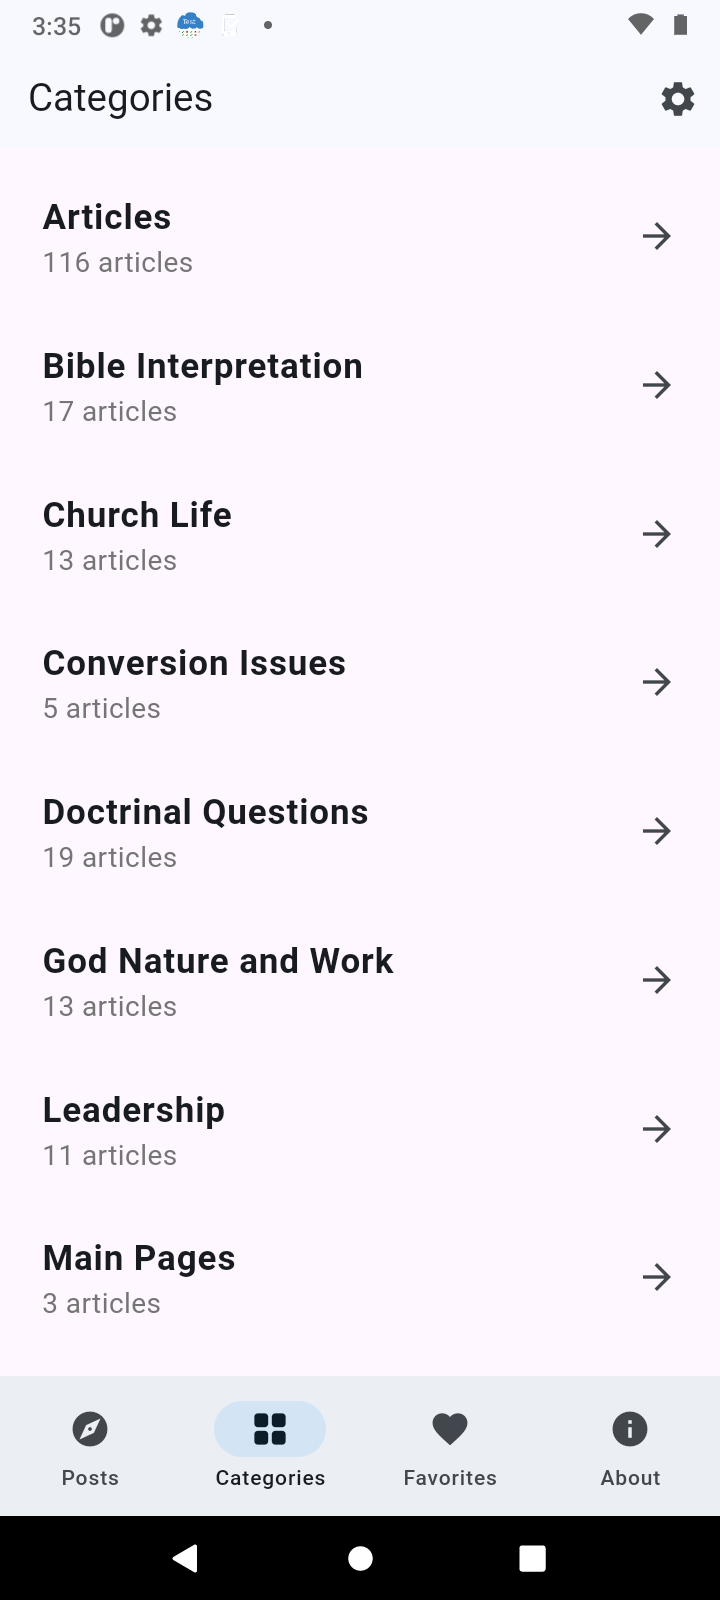 3:35
Categories
Articles
116 articles
Bible Interpretation
17 articles
Church Life
13 articles
Conversion Issues
5 articles
Doctrinal Questions
19 articles
God Nature and Work
13 articles
Leadership
11 articles
Main Pages
3 articles
Posts
Categories
Favorites
About